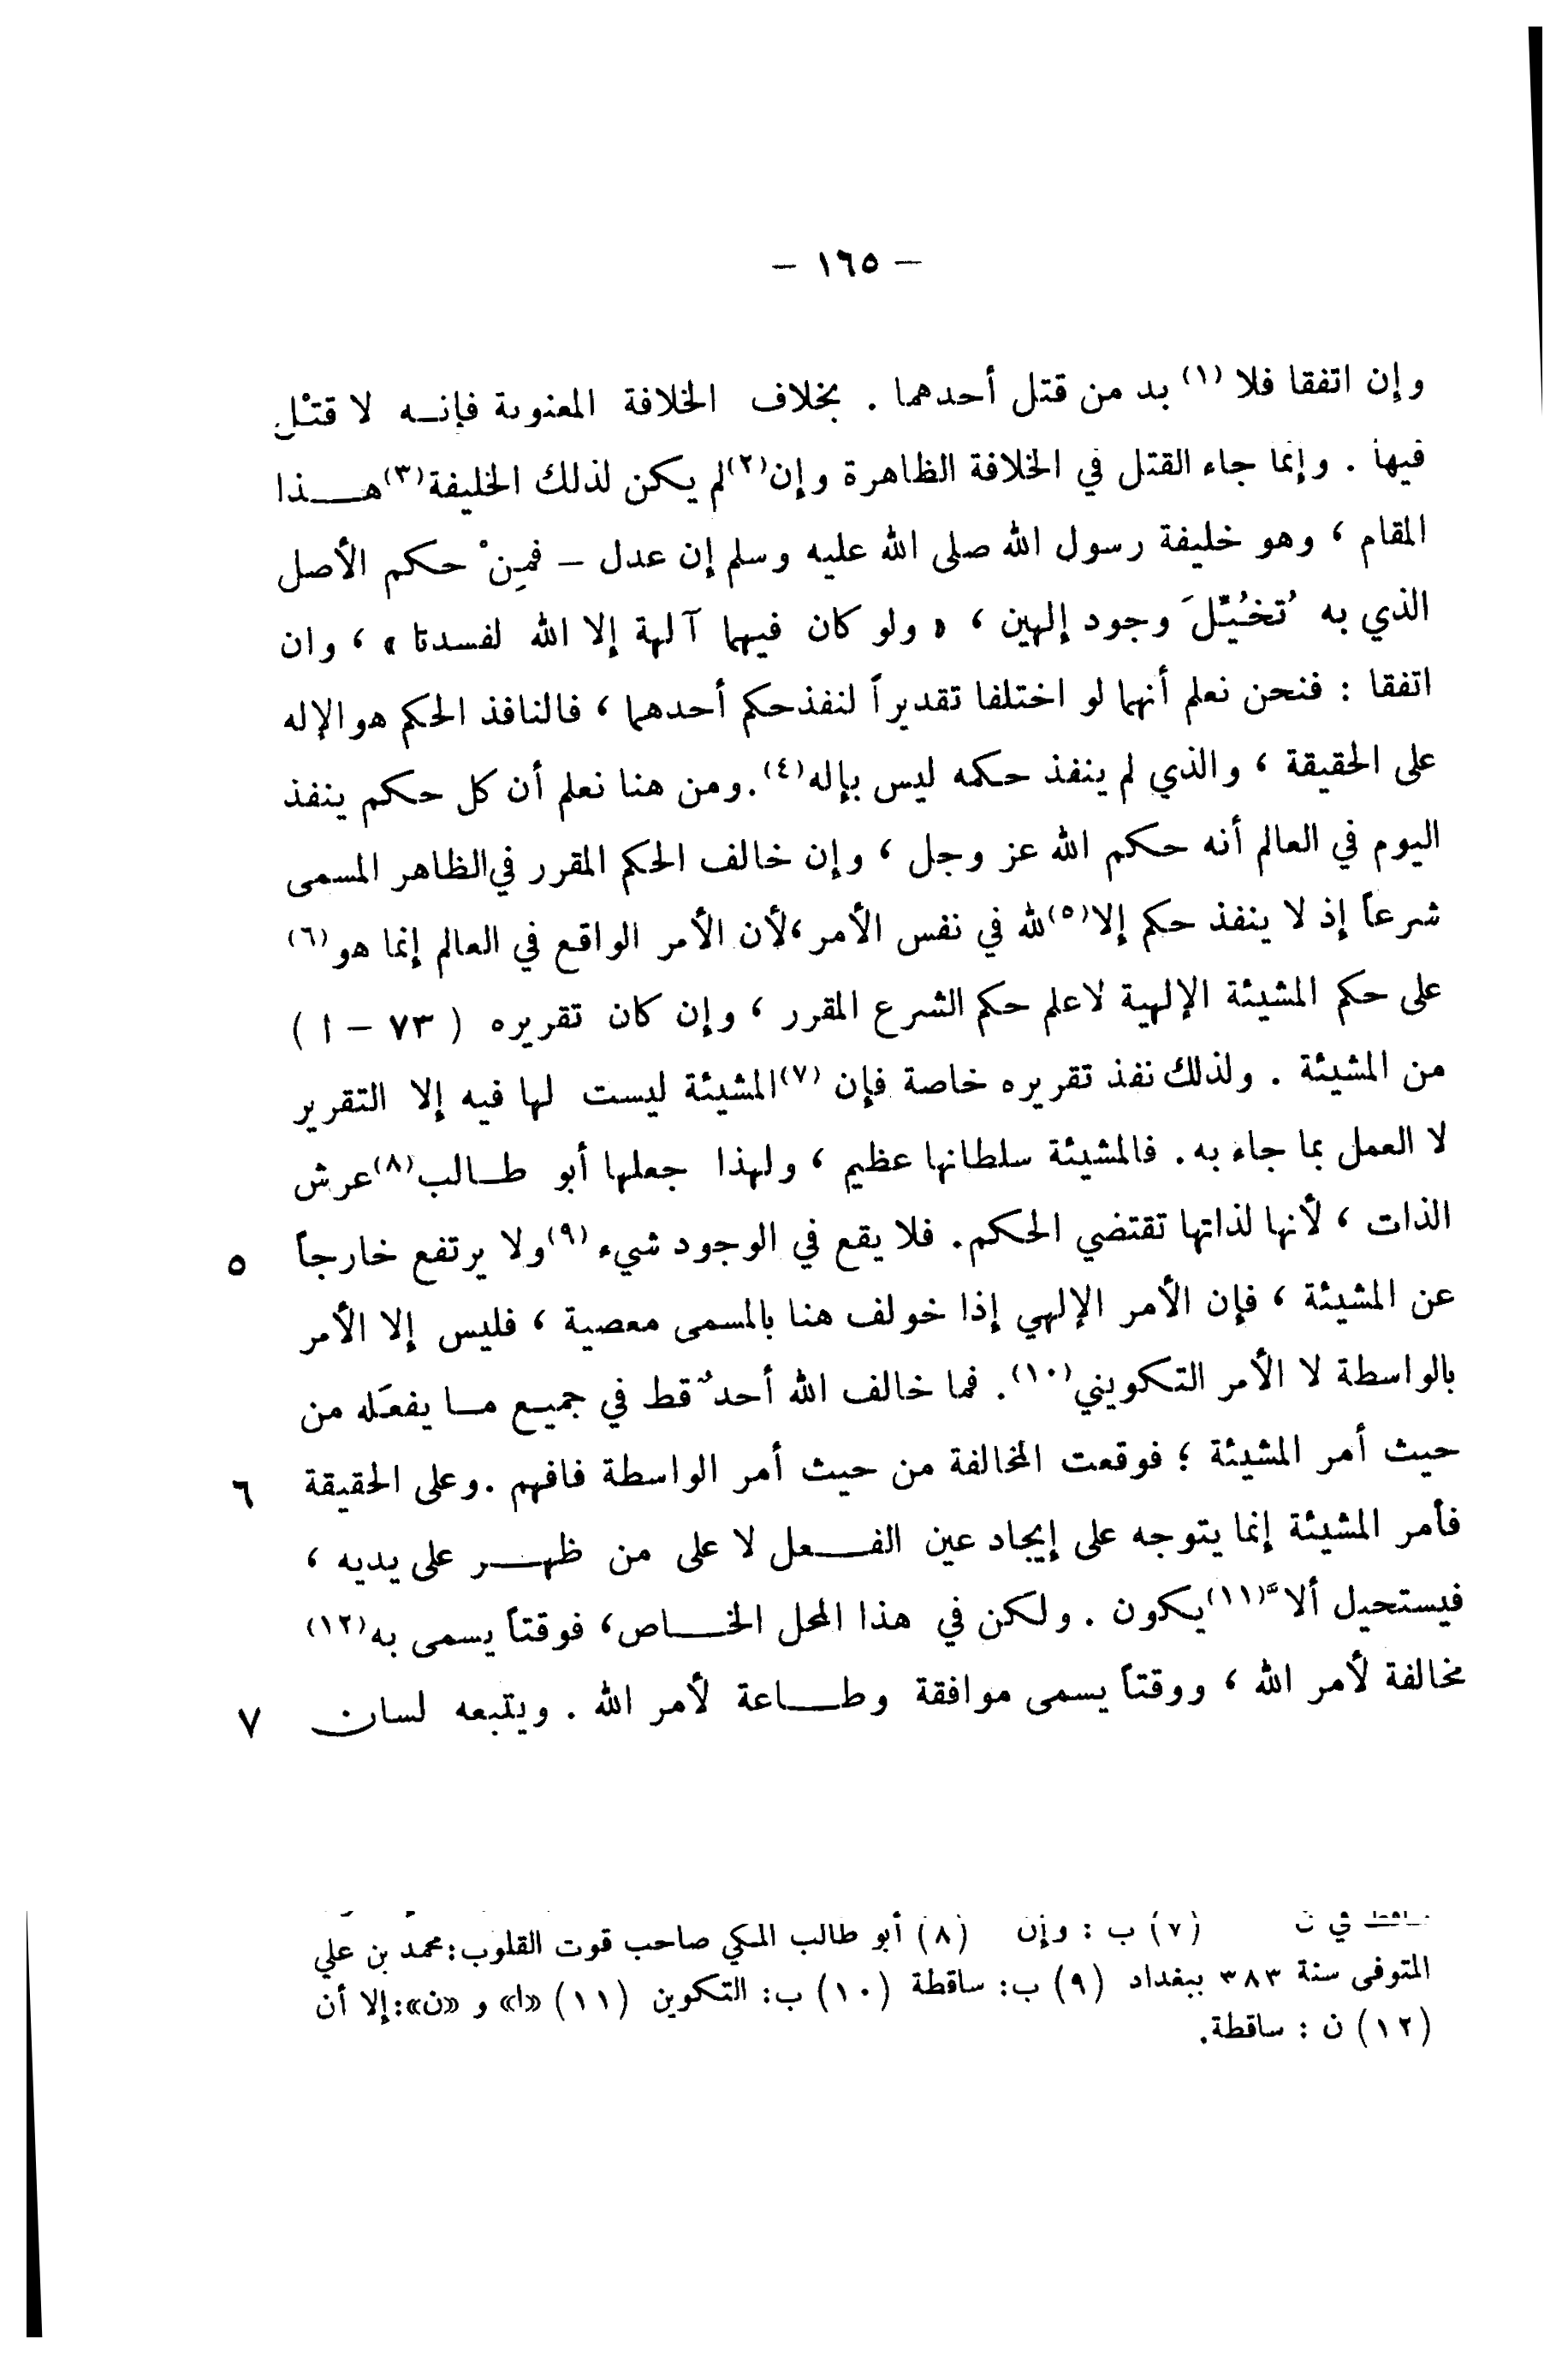 – ١٦٥ –
وإن اتفقا فلا (١) بد من قتل أحدهما . بخلاف الخلافة المعنوية فإنه لا قتْل
فيها . وإنما جاء القتل في الخلافة الظاهرة وإن(٢)لم يكن لذلك الخليفة(٣)هذا
المقام ، وهو خليفة رسول الله صلى الله عليه وسلم إن عدل – فمِنْ حكم الأصل
الذي به تُخُيِّلَ وجود إلهين ، « ولو كان فيهما آلهة إلا الله لفسدتا » ، وان
اتفقا : فنحن نعلم أنهما لو اختلفا تقديراً لنفذ حكم أحدهما ، فالنافذ الحكم هو الإله
على الحقيقة ، والذي لم ينفذ حكمه ليس بإله(٤) . ومن هنا نعلم أن كل حكم ينفذ
اليوم في العالم أنه حكم الله عز وجل ، وإن خالف الحكم المقرر في الظاهر المسمى
شرعاً إذ لا ينفذ حكم إلا(٥)لله في نفس الأمر ، لأن الأمر الواقع في العالم إنما هو(٦)
على حكم المشيئة الإلهية لاعلم حكم الشرع المقرر ، وإن كان تقريره ( ٧٣ – ا )
من المشيئة . ولذلك نفذ تقريره خاصة فإن (٧)المشيئة ليست لها فيه إلا التقرير
لا العمل بما جاء به . فالمشيئة سلطانها عظيم ، ولهذا جعلها أبو طالب(٨)عرش
الذات ، لأنها لذاتها تقتضي الحكم . فلا يقع في الوجود شيء(٩)ولا يرتفع خارجاً ٥
عن المشيئة ، فإن الأمر الإلهي إذا خولف هنا بالمسمى معصية ، فليس إلا الأمر
بالواسطة لا الأمر التكويني(١٠) . فما خالف الله أحدٌ قط في جميع ما يفعَله من
حيث أمر المشيئة ؛ فوقعت المخالفة من حيث أمر الواسطة فافهم . وعلى الحقيقة ٦
فأمر المشيئة إنما يتوجه على إيجاد عين الفعل لا على من ظهر على يديه ،
فيستحيل ألاَّ(١١)يكون . ولكن في هذا المحل الخاص ، فوقتاً يسمى به(١٢)
مخالفة لأمر الله ، ووقتاً يسمى موافقة وطاعة لأمر الله . ويتبعه لسان ٧
في ن (٧) ب : وإن (٨) أبو طالب المكي صاحب قوت القلوب : محمد بن علي
المتوفى سنة ٣٨٣ ببغداد (٩) ب : ساقطة (١٠) ب : التكوين (١١) «ا» و «ن» : إلا أن
(١٢) ن : ساقطة .